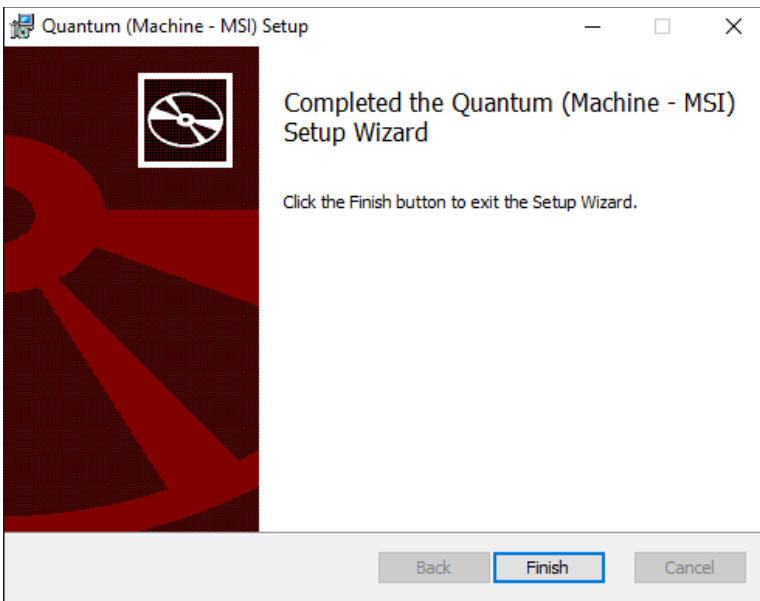 Quantum (Machine - MSI) Setup
Completed the Quantum (Machine - MSI)
Setup Wizard
Click the Finish button to exit the Setup Wizard.
Back
Finish
Cancel